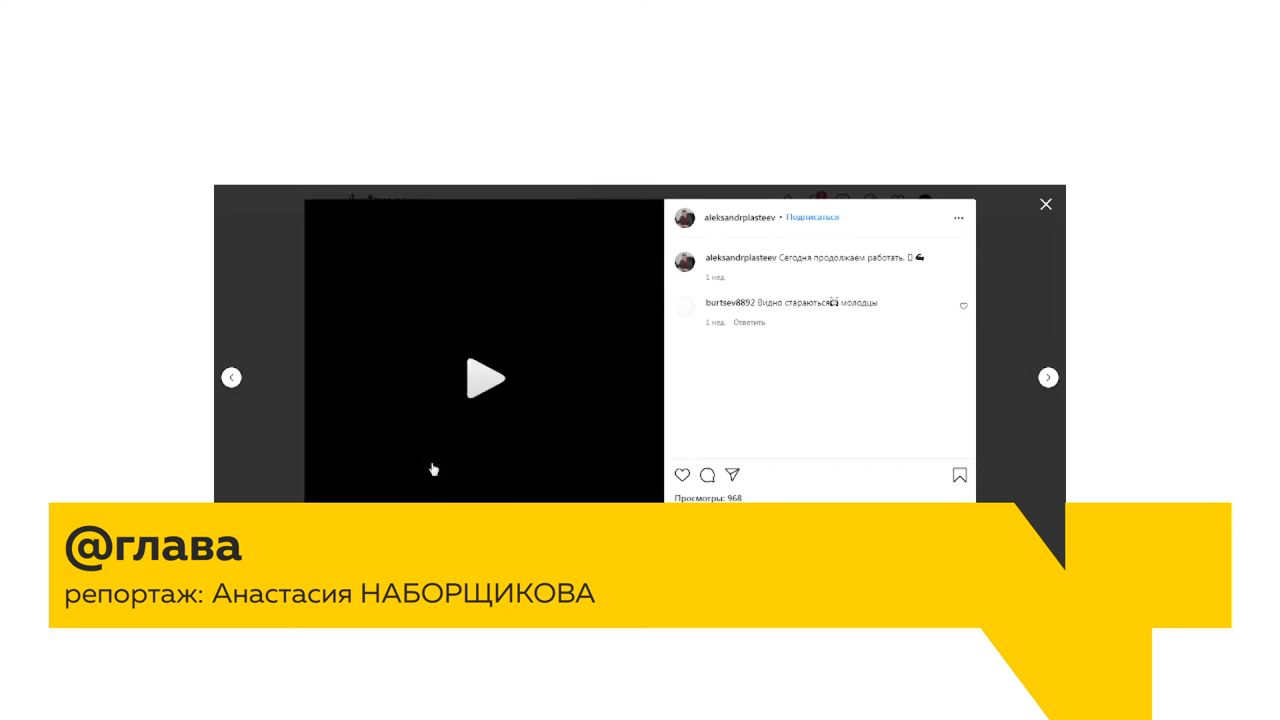 aleksandrplasteev • Подписаться
aleksandrplasteev Сегодня продолжаем работать.
1 нед.
burtsev8892 Видно стараються молодцы
1 нед. Ответить
Просмотры: 968
@глава
репортаж: Анастасия НАБОРЩИКОВА